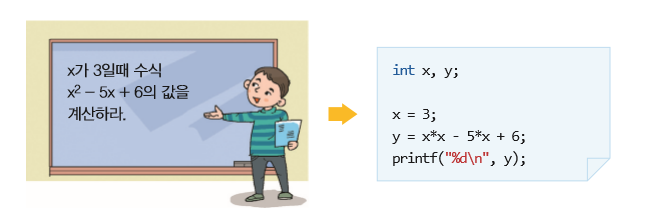 x가 3일때 수식
x² – 5x + 6의 값을
계산하라.
int x, y;
x = 3;
y = x*x - 5*x + 6;
printf("%d\n", y);